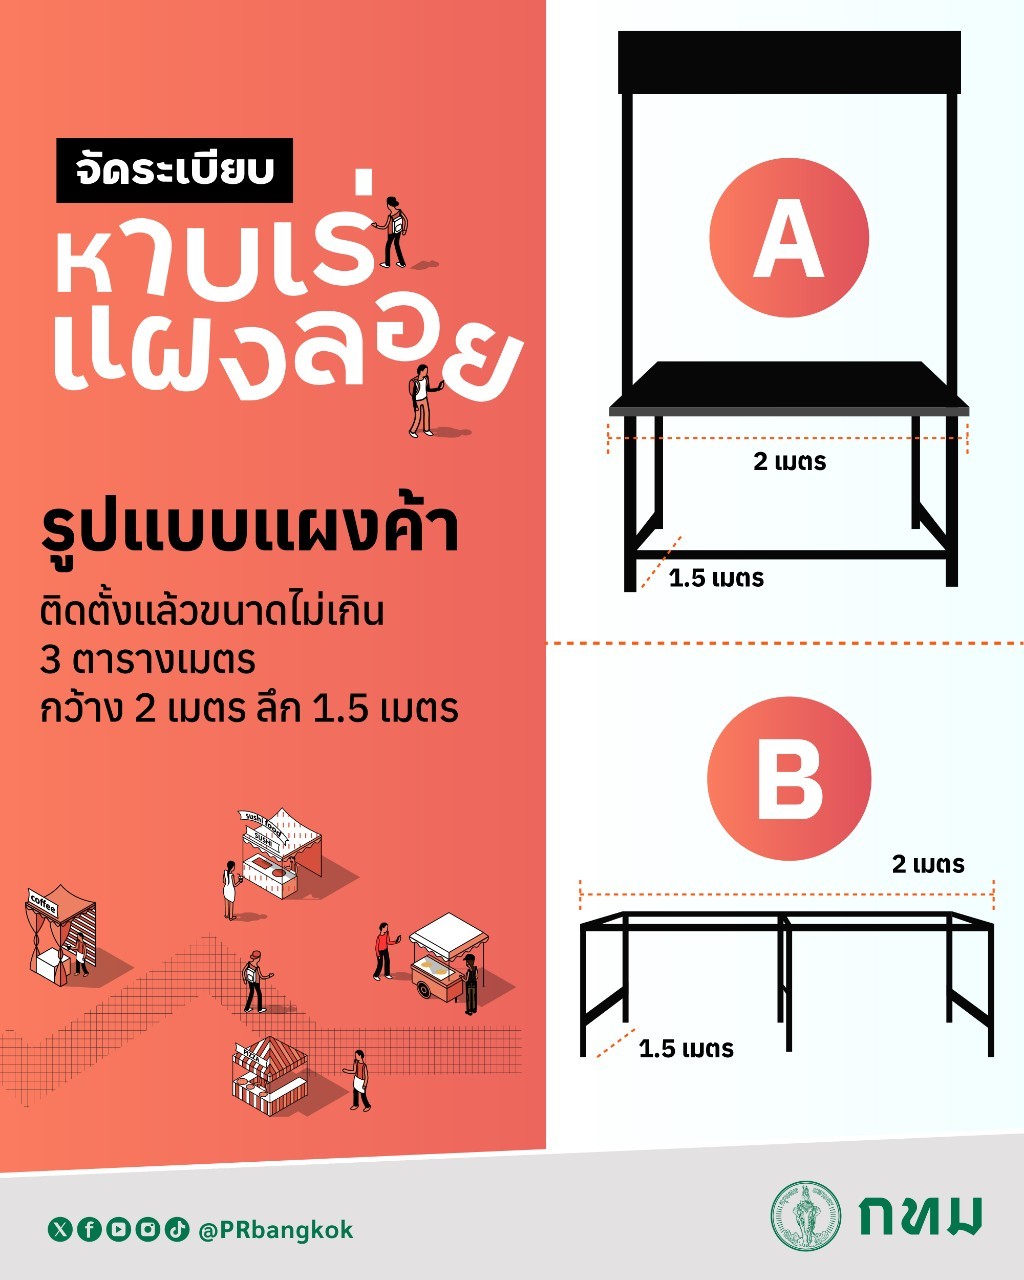 จัดระเบียบ
หาบเร่
แผงลอย
รูปแบบแผงค้า
ติดตั้งแล้วขนาดไม่เกิน
3 ตารางเมตร
กว้าง 2 เมตร ลึก 1.5 เมตร
sushi food
SUSHI
coffee
PIZZA
A
2 เมตร
1.5 เมตร
B
2 เมตร
1.5 เมตร
@PRbangkok
กทม